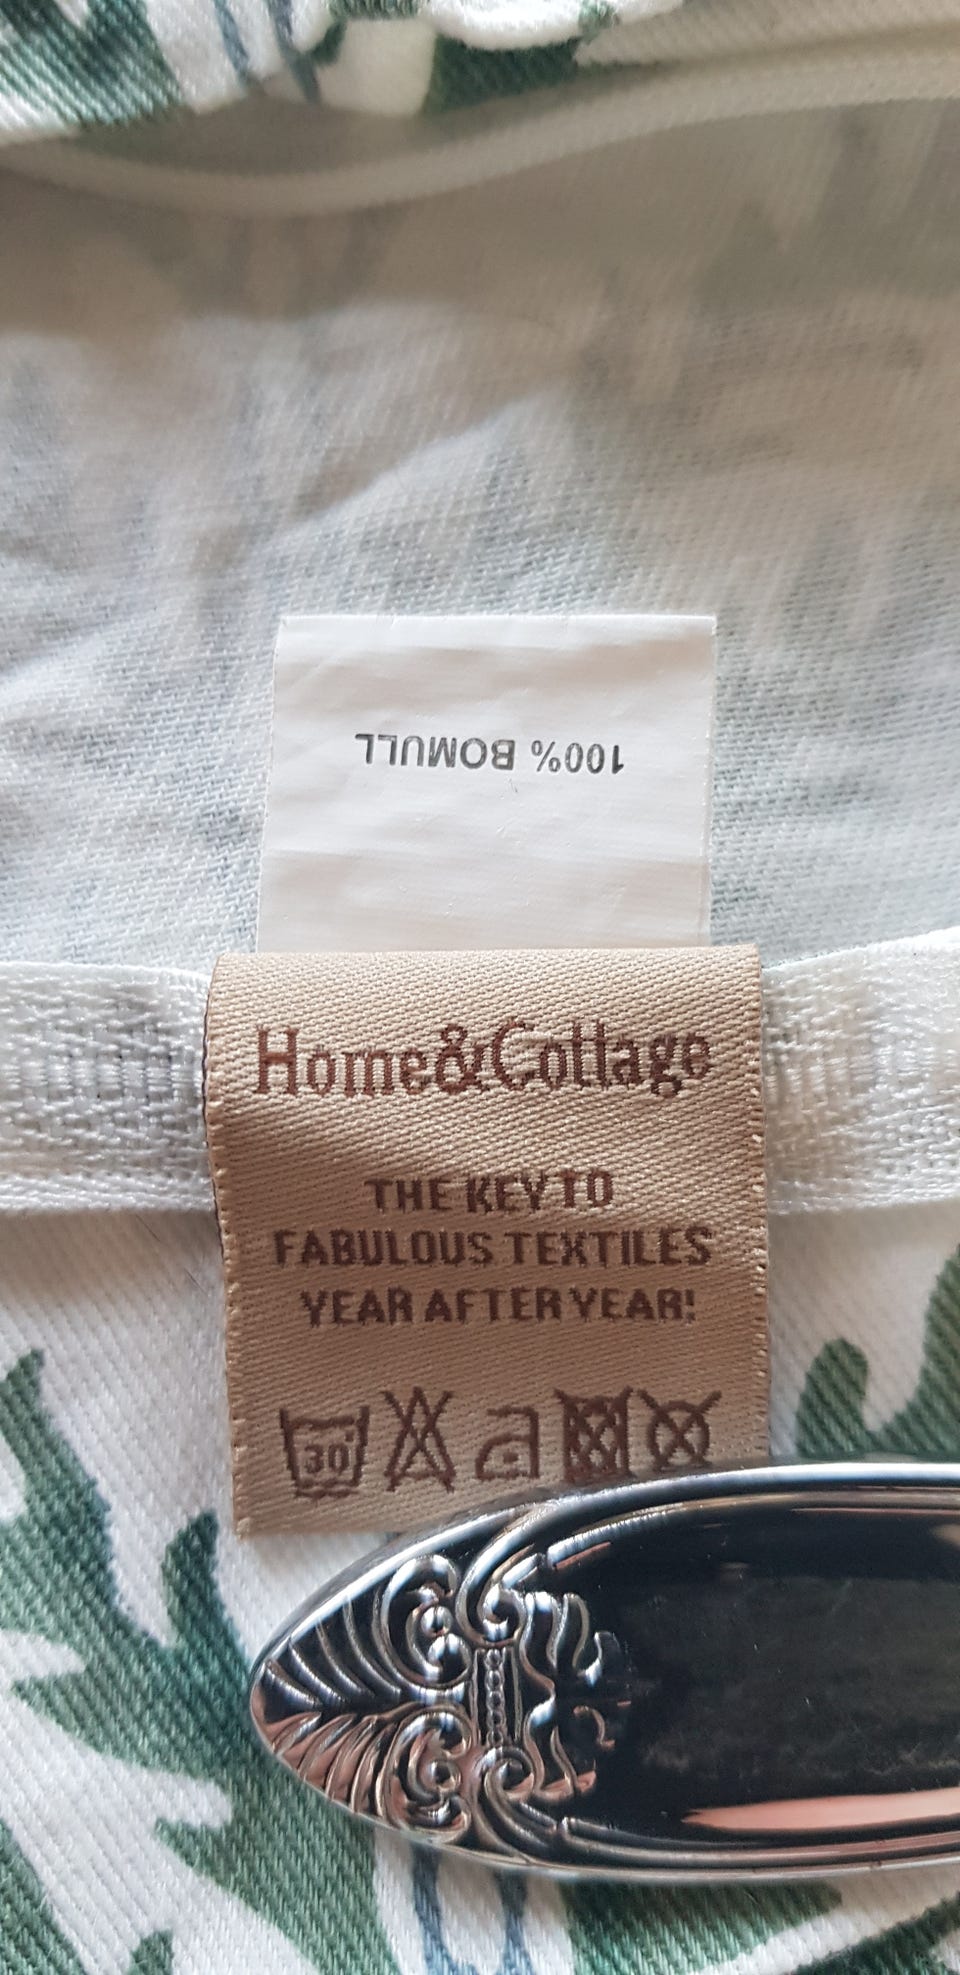 100% BOMULL
Home&Cottage
THE KEY TO
FABULOUS TEXTILES
YEAR AFTER YEAR!
30°